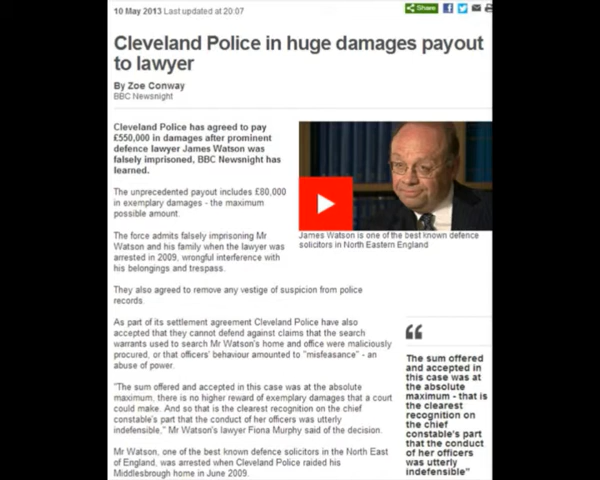 10 May 2013 Last updated at 20:07
Share
Cleveland Police in huge damages payout
to lawyer
By Zoe Conway
BBC Newsnight
Cleveland Police has agreed to pay
£550,000 in damages after prominent
defence lawyer James Watson was
falsely imprisoned, BBC Newsnight has
learned.
The unprecedented payout includes £80,000
in exemplary damages - the maximum
possible amount.
The force admits falsely imprisoning Mr
Watson and his family when the lawyer was
arrested in 2009, wrongful interference with
his belongings and trespass.
James Watson is one of the best known defence
solicitors in North Eastern England
They also agreed to remove any vestige of suspicion from police
records.
As part of its settlement agreement Cleveland Police have also
accepted that they cannot defend against claims that the search
warrants used to search Mr Watson's home and office were maliciously
procured, or that officers' behaviour amounted to "misfeasance" - an
abuse of power.
"The sum offered and accepted in this case was at the absolute
maximum, there is no higher reward of exemplary damages that a court
could make. And so that is the clearest recognition on the chief
constable's part that the conduct of her officers was utterly
indefensible," Mr Watson's lawyer Fiona Murphy said of the decision.
Mr Watson, one of the best known defence solicitors in the North East
of England, was arrested when Cleveland Police raided his
Middlesbrough home in June 2009.
“
The sum offered
and accepted in
this case was at
the absolute
maximum - that is
the clearest
recognition on
the chief
constable's part
that the conduct
of her officers
was utterly
indefensible"